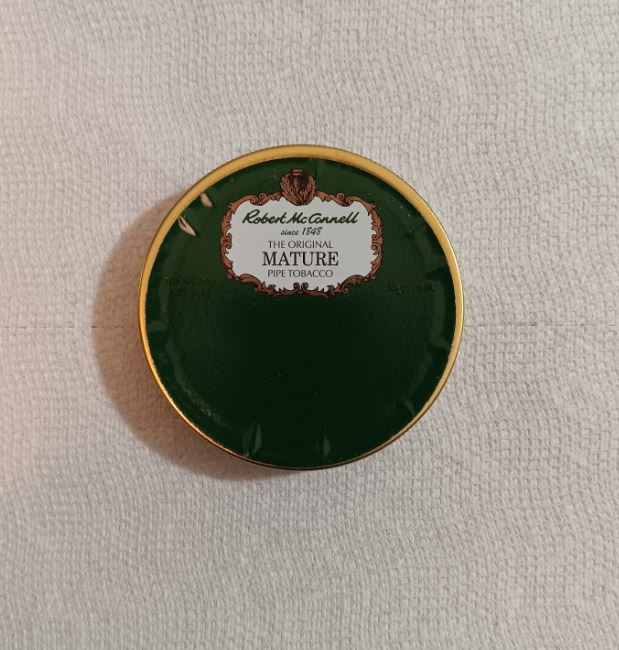 Robert McConnell
since 1848
THE ORIGINAL
MATURE
PIPE TOBACCO